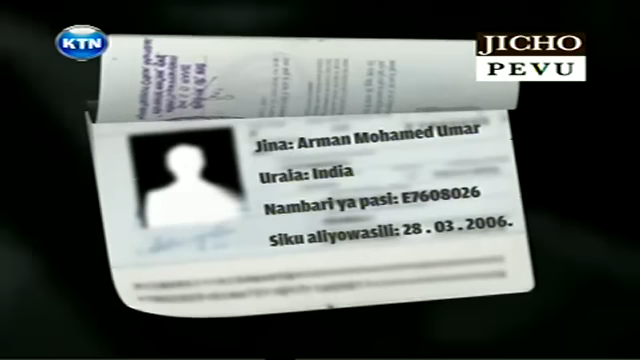 KTN
JICHO
PEVU
Jina: Arman Mohamed Umar
Uraia: India
Nambari ya pasi: E7608026
Siku aliyowasili: 28 . 03 . 2006.